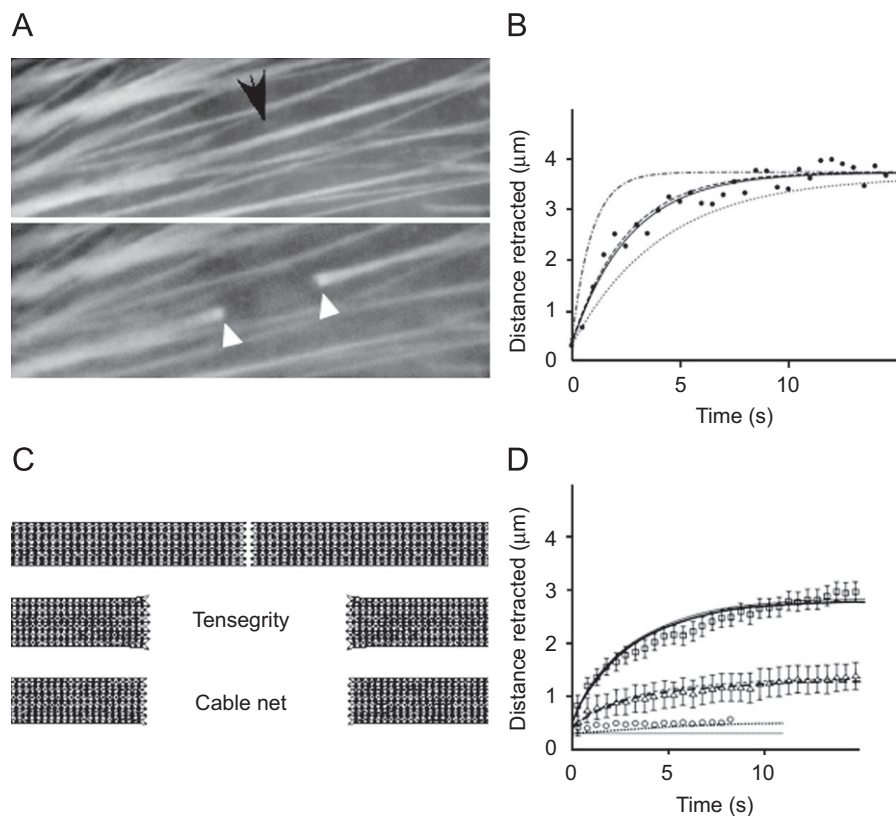 A
B
Distance retracted (μm)
4
3
2
1
0
0
5
10
Time (s)
C
Tensegrity
Cable net
D
Distance retracted (μm)
4
3
2
1
0
0
5
10
Time (s)